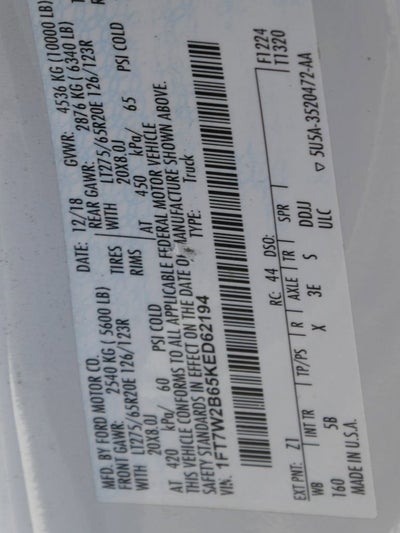 MFD. BY FORD MOTOR CO.
DATE: 12/18 GVWR: 4536 KG (10000 LB)
FRONT GAWR: 2540 KG ( 5600 LB) REAR GAWR: 2876 KG ( 6340 LB)
WITH LT275/65R20E 126/123R TIRES WITH LT275/65R20E 126/123R
20X8.0J RIMS 20X8.0J
AT 420 kPa/ 60 PSI COLD AT 450 kPa/ 65 PSI COLD
THIS VEHICLE CONFORMS TO ALL APPLICABLE FEDERAL MOTOR VEHICLE
SAFETY STANDARDS IN EFFECT ON THE DATE OF MANUFACTURE SHOWN ABOVE.
VIN: 1FT7W2B65KED62194 TYPE: Truck
F1224
T1320
EXT PNT: Z1 RC: 44 DSO:
WB INT TR TP/PS R AXLE TR SPR
160 5B X 3E S DDJJ
ULC
MADE IN U.S.A. ▽ 5U5A-3520472-AA